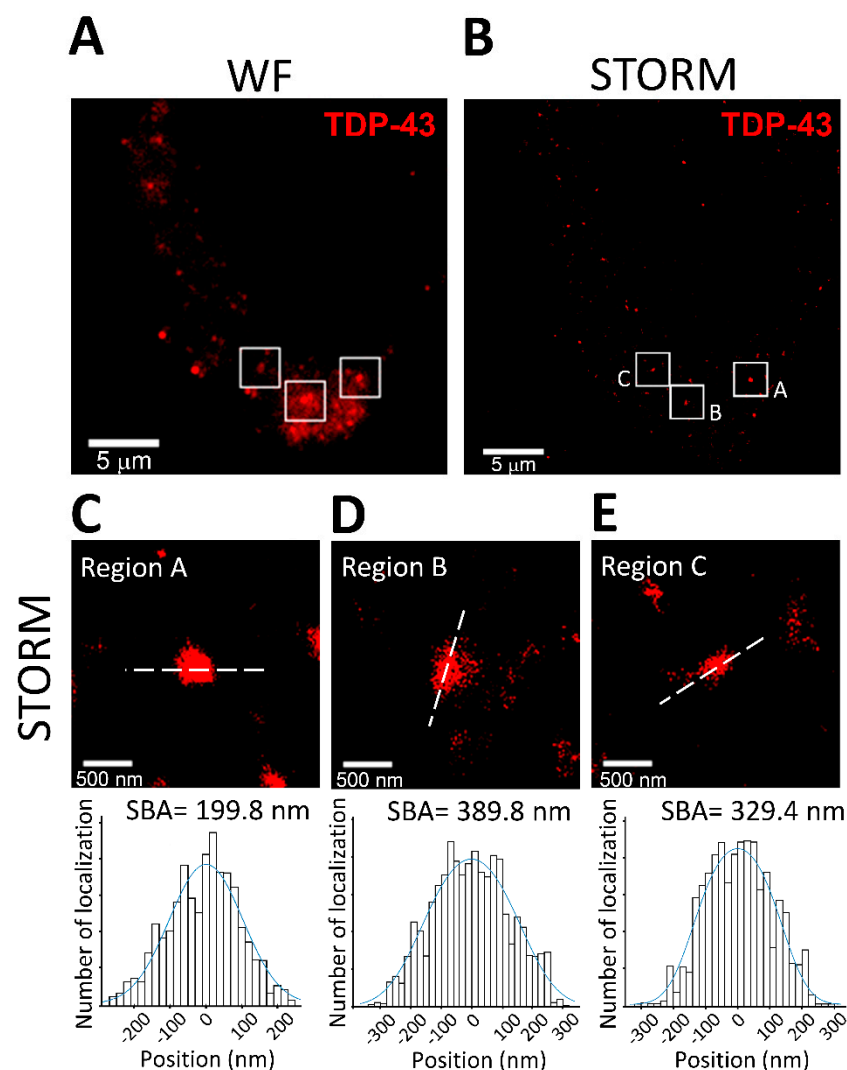 A
B
WF
STORM
TDP-43
TDP-43
C
B
A
5 μm
5 μm
C
D
E
STORM
Region A
Region B
Region C
500 nm
500 nm
500 nm
SBA= 199.8 nm
SBA= 389.8 nm
SBA= 329.4 nm
Number of localization
Number of localization
Number of localization
-200 -100 0 100 200
-300 -200 -100 0 100 200 300
-300 -200 -100 0 100 200 300
Position (nm)
Position (nm)
Position (nm)